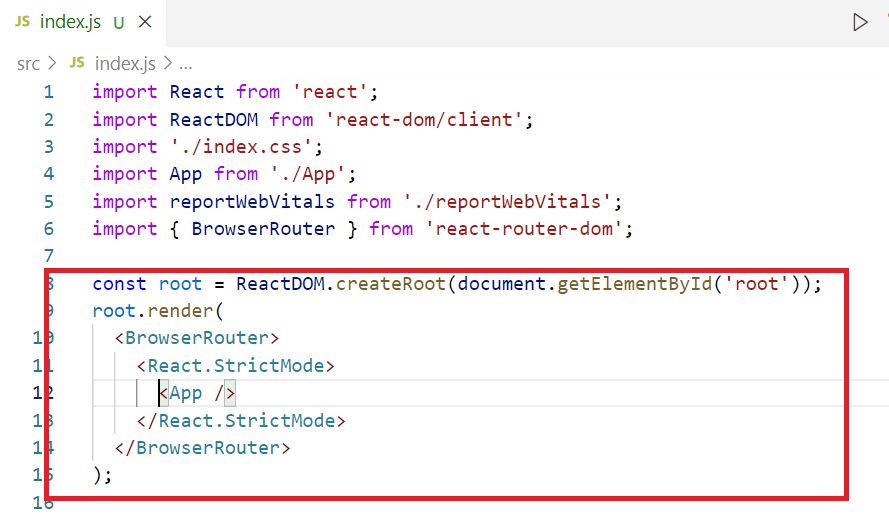 JS index.js U ×
src > JS index.js > ...
1 import React from 'react';
2 import ReactDOM from 'react-dom/client';
3 import './index.css';
4 import App from './App';
5 import reportWebVitals from './reportWebVitals';
6 import { BrowserRouter } from 'react-router-dom';
7
8 const root = ReactDOM.createRoot(document.getElementById('root'));
9 root.render(
10   <BrowserRouter>
11     <React.StrictMode>
12       <App />
13     </React.StrictMode>
14   </BrowserRouter>
15 );
16